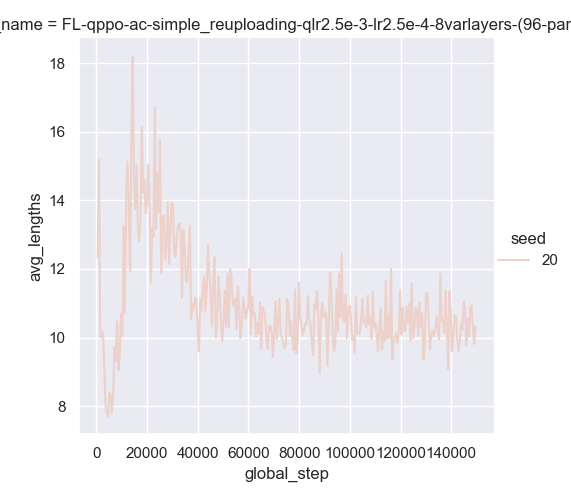 _name = FL-qppo-ac-simple_reuploading-qlr2.5e-3-lr2.5e-4-8varlayers-(96-par
18
16
14
12
10
8
avg_lengths
0 20000 40000 60000 80000 100000 120000 140000
global_step
seed
20